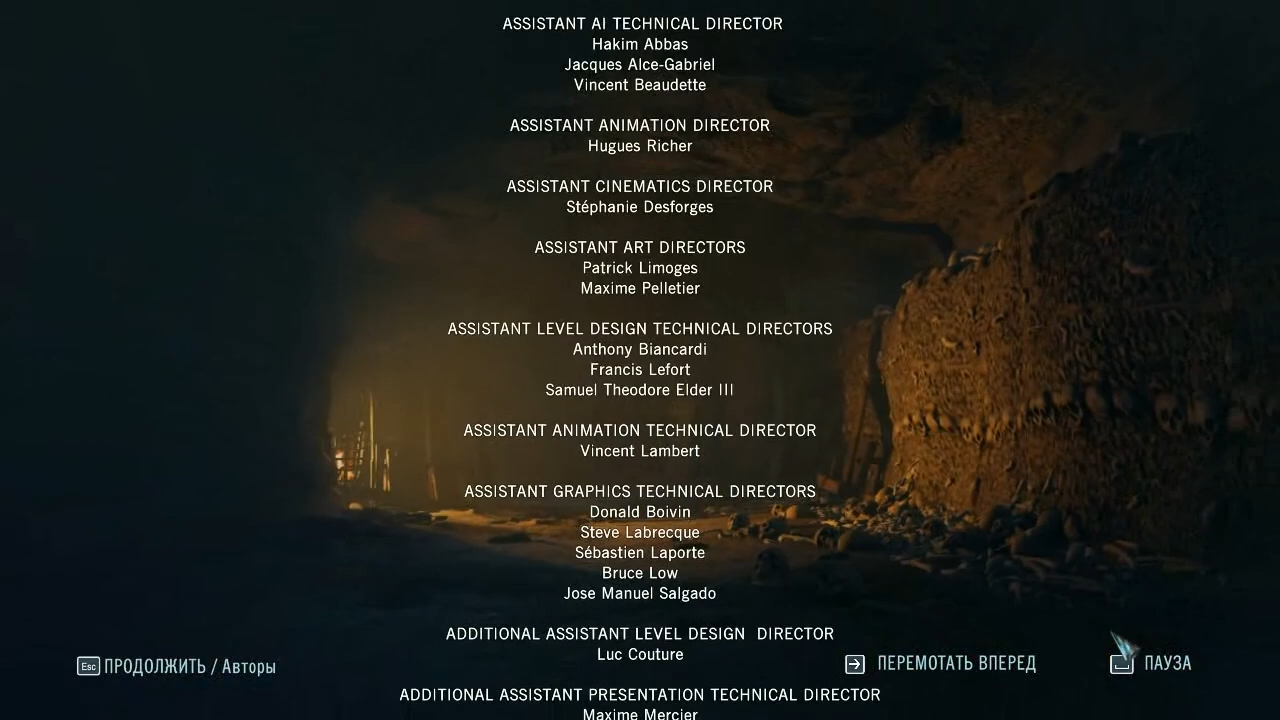 ASSISTANT AI TECHNICAL DIRECTOR
Hakim Abbas
Jacques Alce-Gabriel
Vincent Beaudette
ASSISTANT ANIMATION DIRECTOR
Hugues Richer
ASSISTANT CINEMATICS DIRECTOR
Stéphanie Desforges
ASSISTANT ART DIRECTORS
Patrick Limoges
Maxime Pelletier
ASSISTANT LEVEL DESIGN TECHNICAL DIRECTORS
Anthony Biancardi
Francis Lefort
Samuel Theodore Elder III
ASSISTANT ANIMATION TECHNICAL DIRECTOR
Vincent Lambert
ASSISTANT GRAPHICS TECHNICAL DIRECTORS
Donald Boivin
Steve Labrecque
Sébastien Laporte
Bruce Low
Jose Manuel Salgado
ADDITIONAL ASSISTANT LEVEL DESIGN DIRECTOR
Luc Couture
Esc ПРОДОЛЖИТЬ / Авторы
ПЕРЕМОТАТЬ ВПЕРЕД
ПАУЗА
ADDITIONAL ASSISTANT PRESENTATION TECHNICAL DIRECTOR
Maxime Mercier